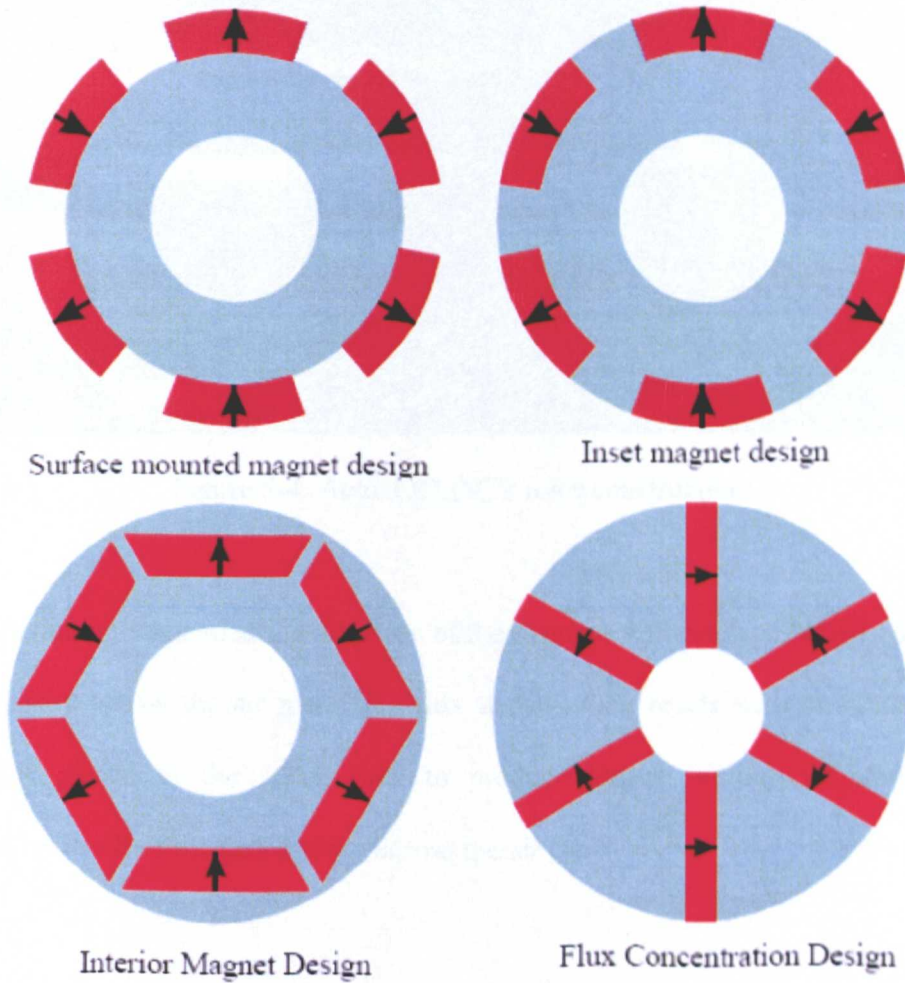 Surface mounted magnet design
Inset magnet design
Interior Magnet Design
Flux Concentration Design